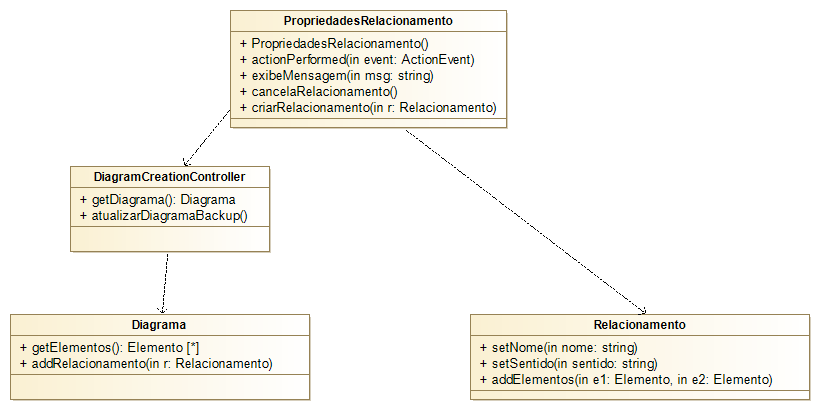 PropriedadesRelacionamento
+ PropriedadesRelacionamento()
+ actionPerformed(in event: ActionEvent)
+ exibeMensagem(in msg: string)
+ cancelaRelacionamento()
+ criarRelacionamento(in r: Relacionamento)
DiagramCreationController
+ getDiagrama(): Diagrama
+ atualizarDiagramaBackup()
Diagrama
+ getElementos(): Elemento [*]
+ addRelacionamento(in r: Relacionamento)
Relacionamento
+ setNome(in nome: string)
+ setSentido(in sentido: string)
+ addElementos(in e1: Elemento, in e2: Elemento)